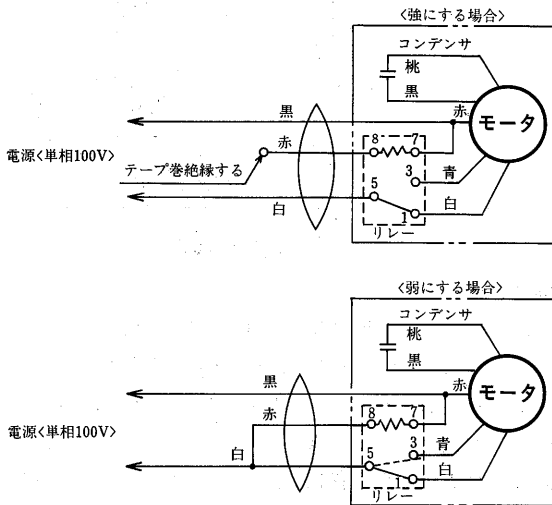 <強にする場合>
コンデンサ
桃
黒
モータ
黒
赤
電源<単相100V>
赤
8
7
テープ巻絶縁する
3
青
5
白
白
1
リレー
<弱にする場合>
コンデンサ
桃
黒
モータ
黒
赤
赤
8
7
電源<単相100V>
3
青
白
5
白
1
リレー